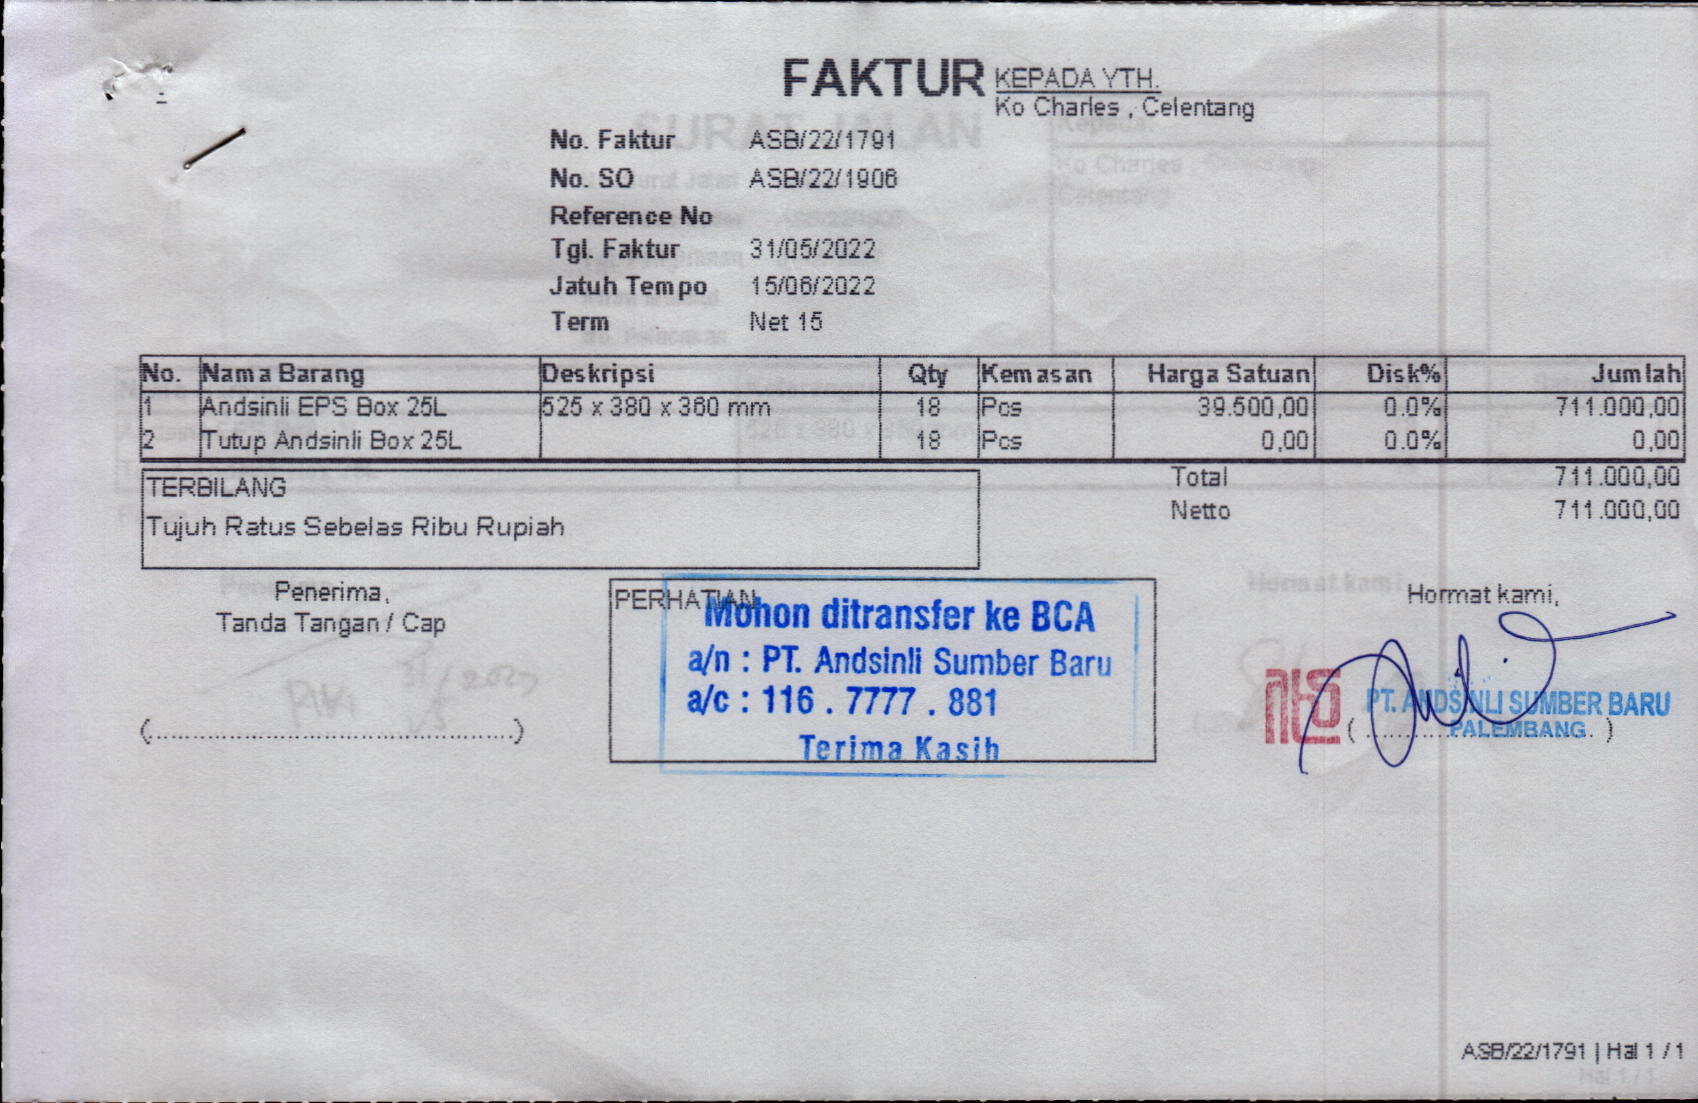 FAKTUR
KEPADA YTH.
Ko Charles , Celentang
No. Faktur ASB/22/1791
No. SO ASB/22/1906
Reference No
Tgl. Faktur 31/05/2022
Jatuh Tempo 15/06/2022
Term Net 15
No. Nama Barang Deskripsi Qty Kemasan Harga Satuan Disk% Jumlah
1 Andsinli EPS Box 25L 525 x 380 x 360 mm 18 Pcs 39.500,00 0.0% 711.000,00
2 Tutup Andsinli Box 25L 18 Pcs 0,00 0.0% 0,00
Total 711.000,00
Netto 711.000,00
TERBILANG
Tujuh Ratus Sebelas Ribu Rupiah
Penerima,
Tanda Tangan / Cap
(.................................................)
PERHATIAN
Mohon ditransfer ke BCA
a/n : PT. Andsinli Sumber Baru
a/c : 116 . 7777 . 881
Terima Kasih
Hormat kami,
PT. ANDSINLI SUMBER BARU
PALEMBANG
ASB/22/1791 | Hal 1 / 1